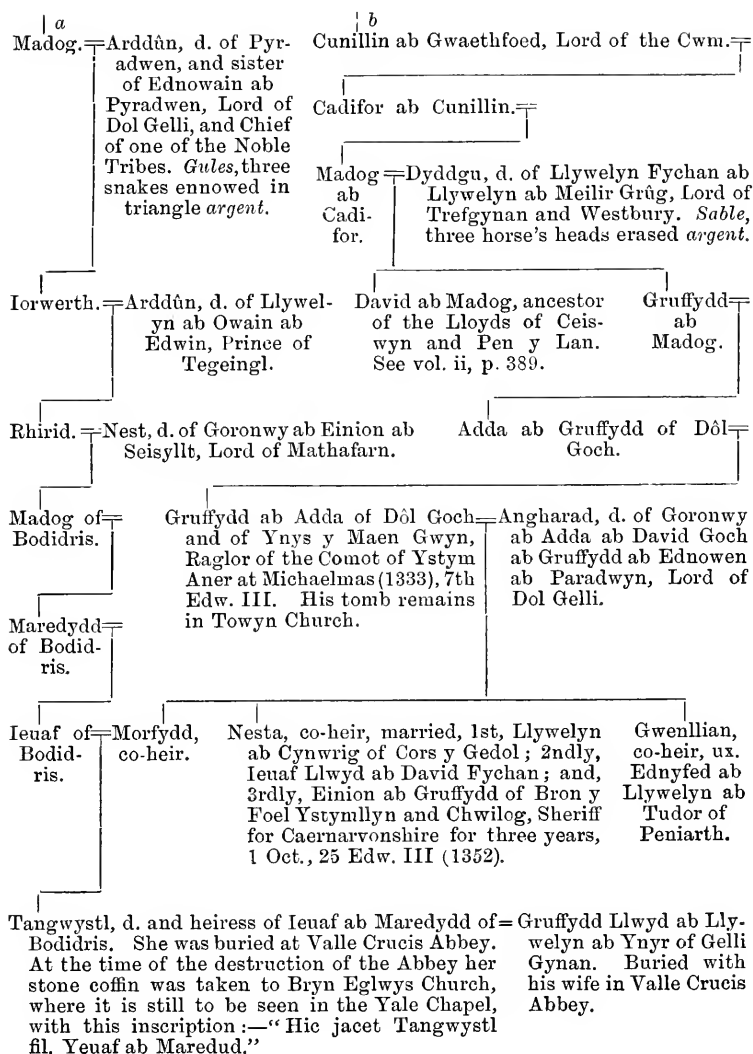 a
b
Madog. Arddûn, d. of Pyr-
adwen, and sister
of Ednowain ab
Pyradwen, Lord of
Dol Gelli, and Chief
of one of the Noble
Tribes. Gules, three
snakes ennowed in
triangle argent.
Cunillin ab Gwaethfoed, Lord of the Cwm.
Cadifor ab Cunillin.
Madog
ab
Cadi-
for.
Dyddgu, d. of Llywelyn Fychan ab
Llywelyn ab Meilir Grûg, Lord of
Trefgynan and Westbury. Sable,
three horse's heads erased argent.
Iorwerth. Arddûn, d. of Llywel-
yn ab Owain ab
Edwin, Prince of
Tegeingl.
David ab Madog, ancestor
of the Lloyds of Ceis-
wyn and Pen y Lan.
See vol. ii, p. 389.
Gruffydd
ab
Madog.
Rhirid. Nest, d. of Goronwy ab Einion ab
Seisyllt, Lord of Mathafarn.
Adda ab Gruffydd of Dôl
Goch.
Madog of
Bodidris.
Gruffydd ab Adda of Dôl Goch
and of Ynys y Maen Gwyn,
Raglor of the Comot of Ystym
Aner at Michaelmas (1333), 7th
Edw. III. His tomb remains
in Towyn Church.
Angharad, d. of Goronwy
ab Adda ab David Goch
ab Gruffydd ab Ednowen
ab Paradwyn, Lord of
Dol Gelli.
Maredydd
of Bodid-
ris.
Ieuaf of
Bodid-
ris.
Morfydd,
co-heir.
Nesta, co-heir, married, 1st, Llywelyn
ab Cynwrig of Cors y Gedol; 2ndly,
Ieuaf Llwyd ab David Fychan; and,
3rdly, Einion ab Gruffydd of Bron y
Foel Ystymllyn and Chwilog, Sheriff
for Caernarvonshire for three years,
1 Oct., 25 Edw. III (1352).
Gwenllian,
co-heir, ux.
Ednyfed ab
Llywelyn ab
Tudor of
Peniarth.
Tangwystl, d. and heiress of Ieuaf ab Maredydd of
Bodidris. She was buried at Valle Crucis Abbey.
At the time of the destruction of the Abbey her
stone coffin was taken to Bryn Eglwys Church,
where it is still to be seen in the Yale Chapel,
with this inscription:—“Hic jacet Tangwystl
fil. Yeuaf ab Maredud.”
= Gruffydd Llwyd ab Lly-
welyn ab Ynyr of Gelli
Gynan. Buried with
his wife in Valle Crucis
Abbey.